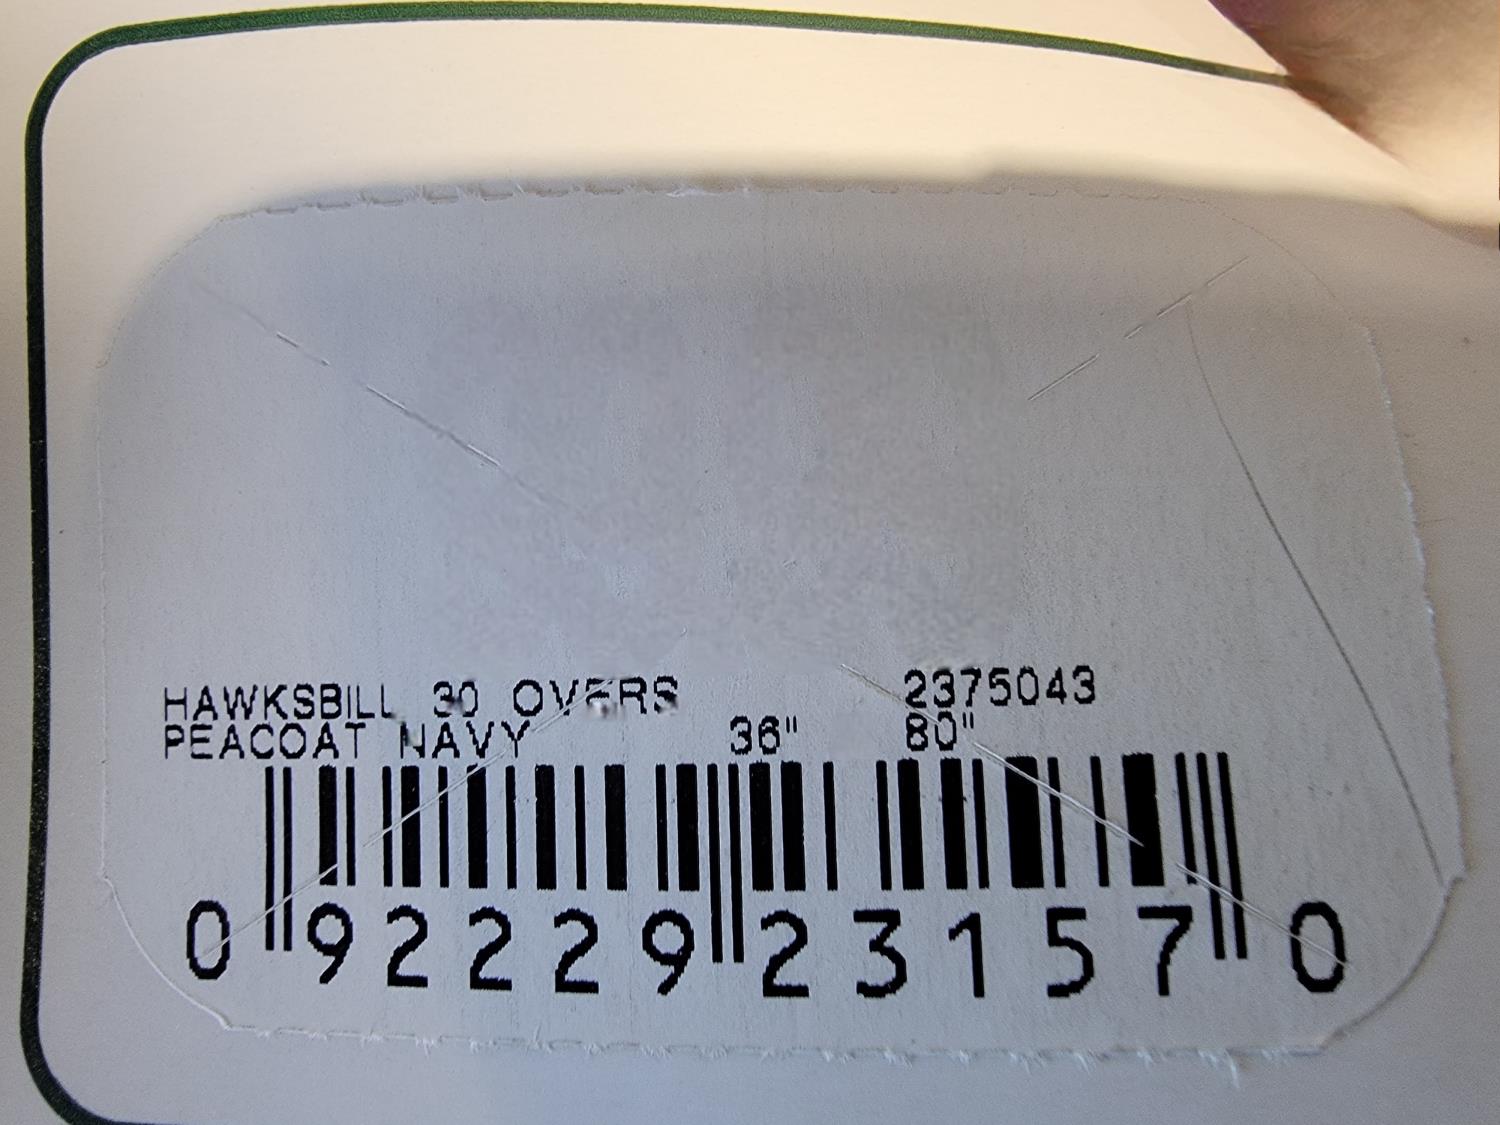 HAWKSBILL 30 OVERS 2375043
PEACOAT NAVY 36" 80"
0 92229 23157 0